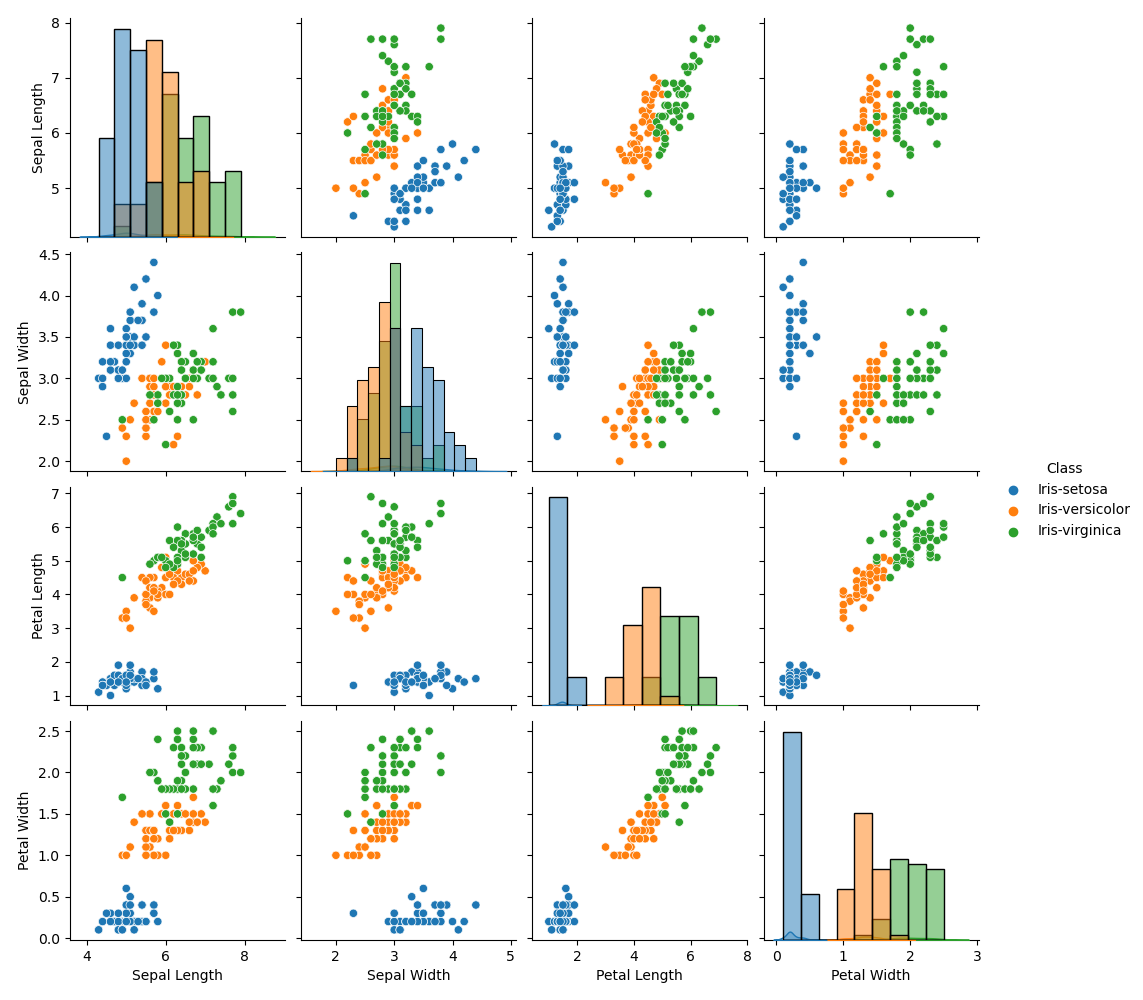 8
7
6
5
Sepal Length
4.5
4.0
3.5
3.0
2.5
2.0
Sepal Width
Class
Iris-setosa
Iris-versicolor
Iris-virginica
7
6
5
4
3
2
1
Petal Length
2.5
2.0
1.5
1.0
0.5
0.0
Petal Width
4 6 8
2 3 4 5
4 6 8
2
0 1 2 3
Sepal Length
Sepal Width
Petal Length
Petal Width